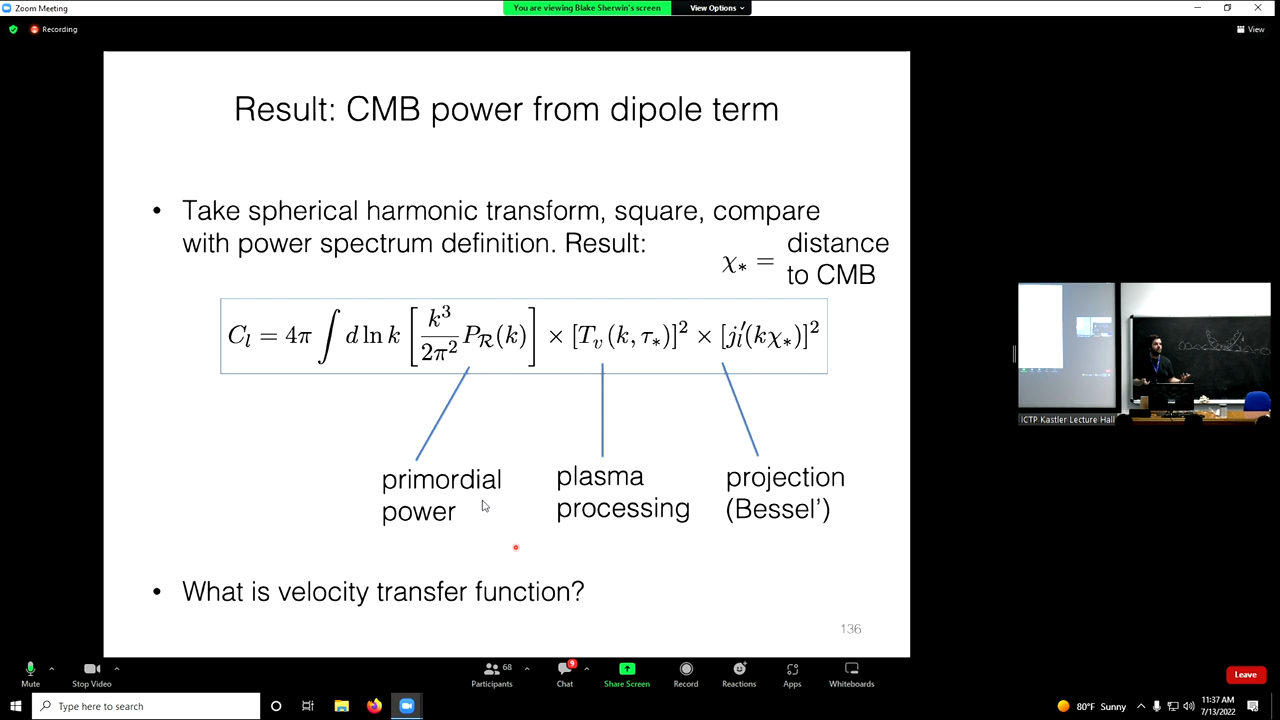 Zoom Meeting
You are viewing Blake Sherwin's screen
View Options
Recording
View
Result: CMB power from dipole term
• Take spherical harmonic transform, square, compare
with power spectrum definition. Result:
χ∗ = distance
to CMB
C_l = 4π ∫ d ln k [k³/2π² P_ℛ(k)] × [T_v(k, τ∗)]² × [j_l′(kχ∗)]²
primordial
power
plasma
processing
projection
(Bessel’)
• What is velocity transfer function?
136
ICTP Kastler Lecture Hall
Mute
Stop Video
68
Participants
9
Chat
Share Screen
Record
Reactions
Apps
Whiteboards
Leave
Type here to search
80°F Sunny
11:37 AM
7/13/2022